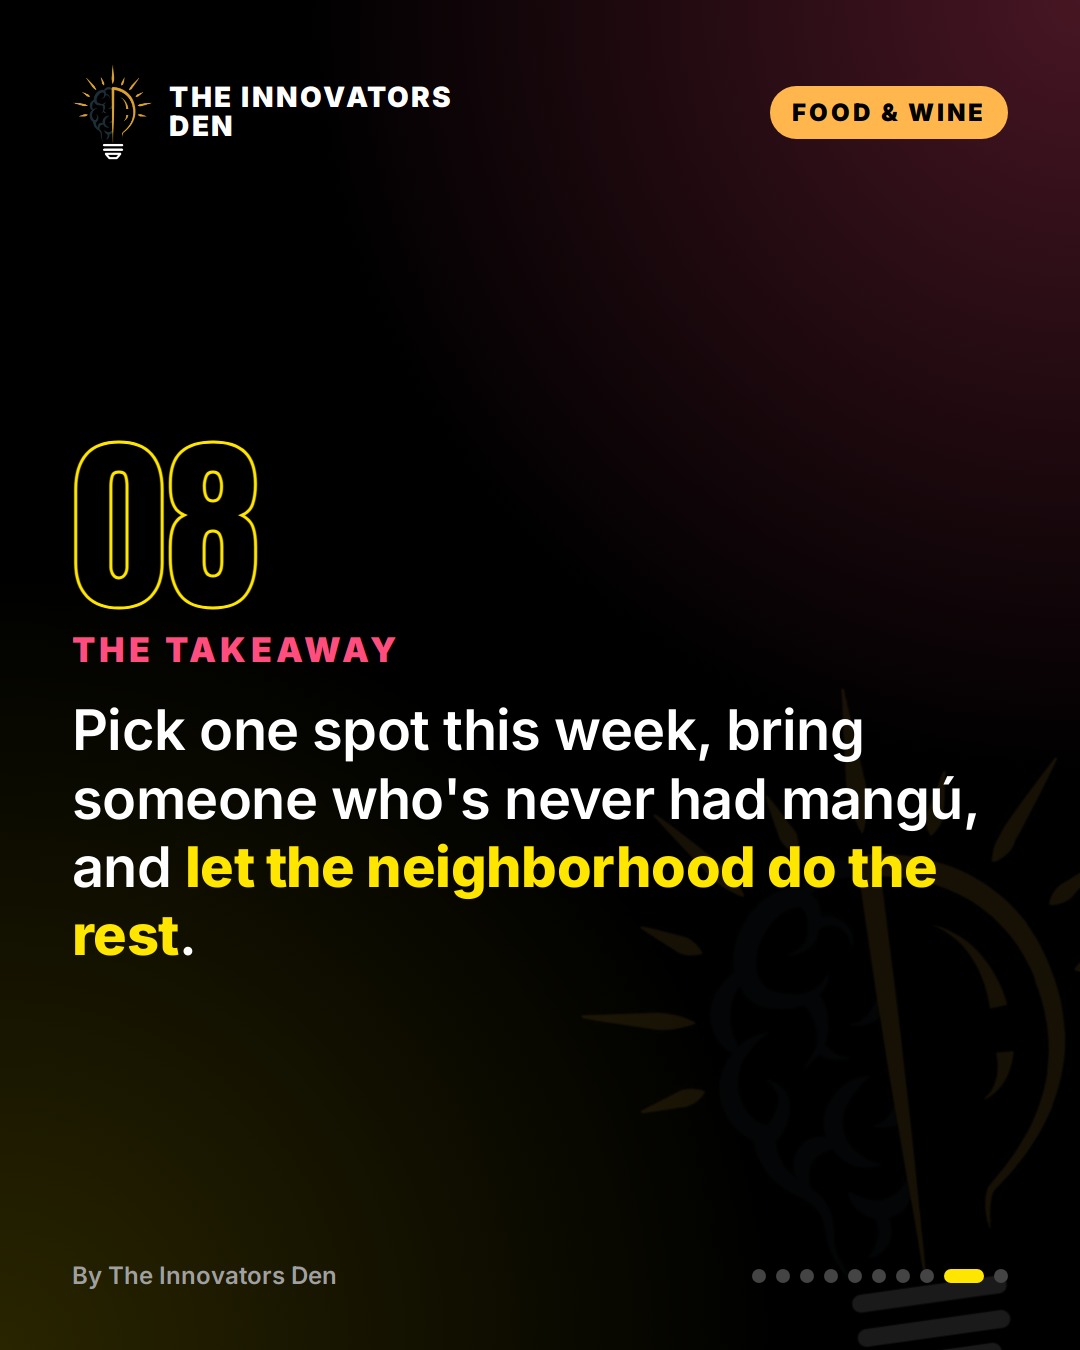 THE INNOVATORS
DEN
FOOD & WINE
08
THE TAKEAWAY
Pick one spot this week, bring
someone who's never had mangú,
and let the neighborhood do the
rest.
By The Innovators Den